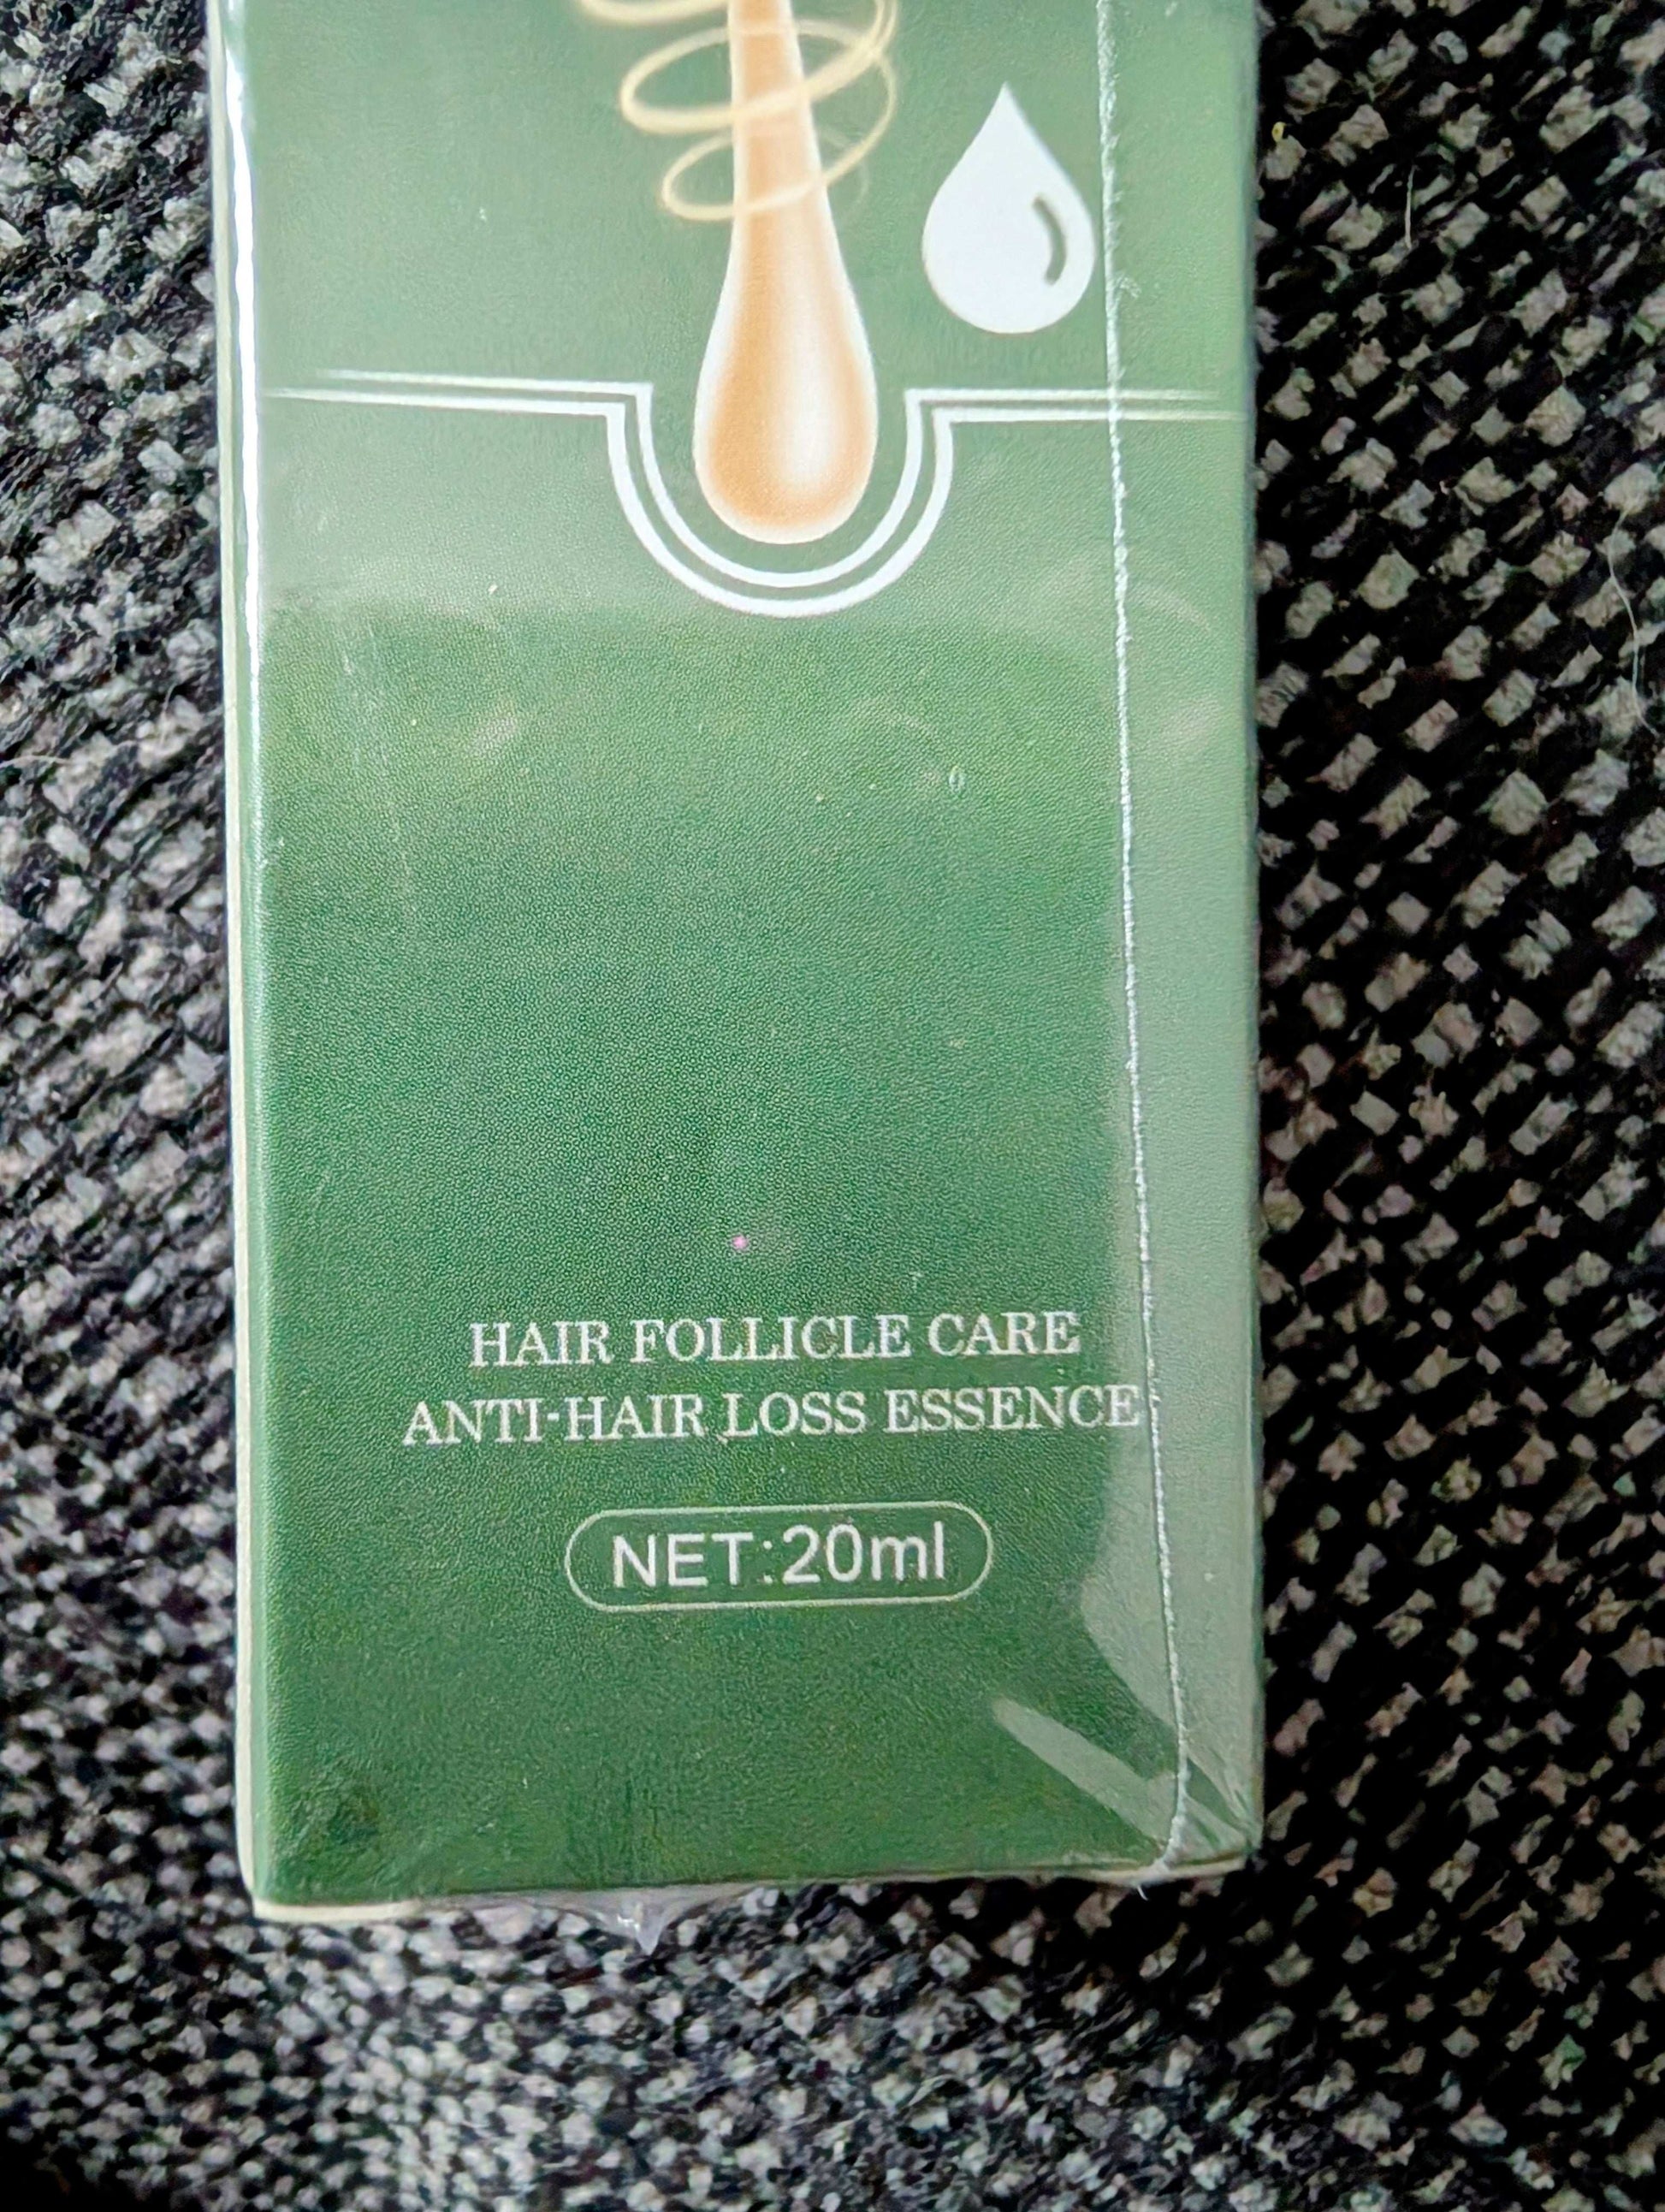 HAIR FOLLICLE CARE
ANTI-HAIR LOSS ESSENCE
NET:20ml